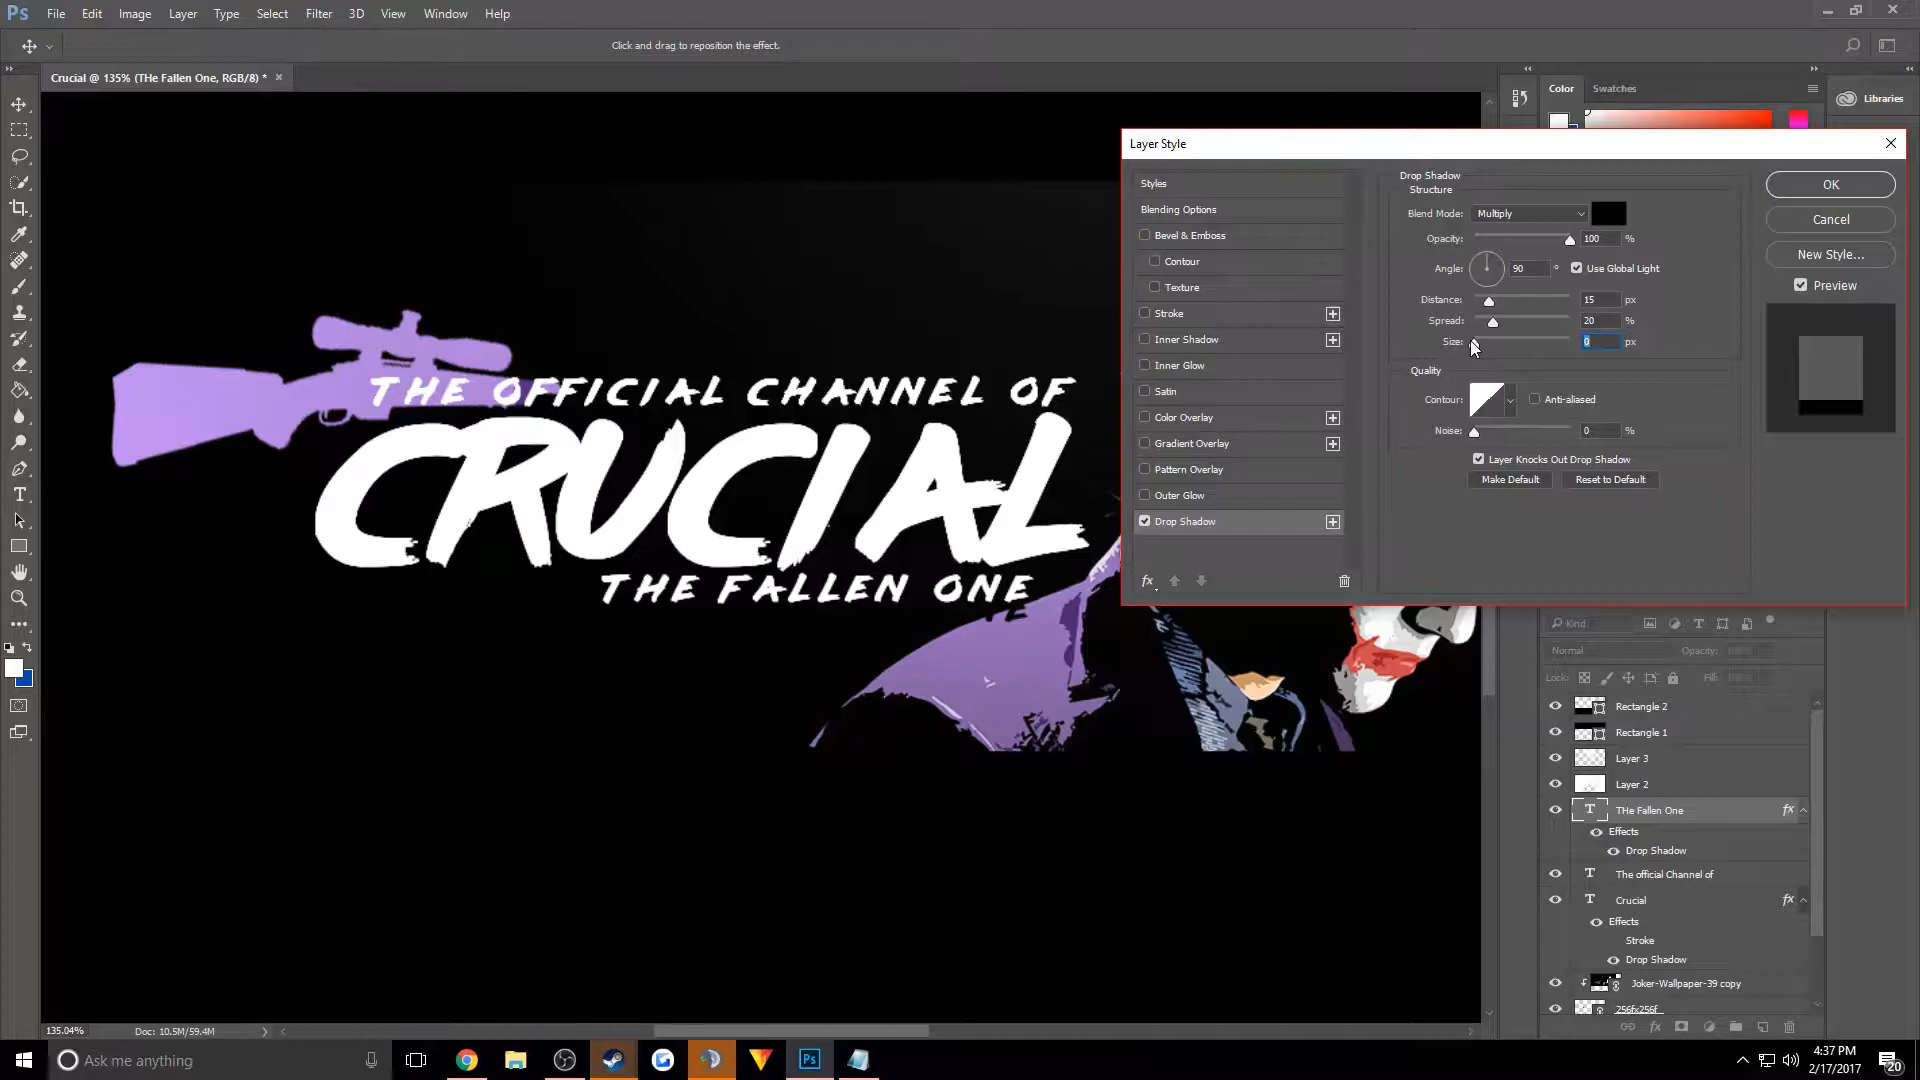 Ps File Edit Image Layer Type Select Filter 3D View Window Help
Click and drag to reposition the effect.
Crucial @ 135% (THe Fallen One, RGB/8) * ×
Color Swatches
Libraries
Layer Style
Styles
Blending Options
Bevel & Emboss
Contour
Texture
Stroke
Inner Shadow
Inner Glow
Satin
Color Overlay
Gradient Overlay
Pattern Overlay
Outer Glow
Drop Shadow
fx
Drop Shadow
Structure
Blend Mode: Multiply
Opacity: 100 %
Angle: 90 ° Use Global Light
Distance: 15 px
Spread: 20 %
Size: 0 px
Quality
Contour: Anti-aliased
Noise: 0 %
Layer Knocks Out Drop Shadow
Make Default Reset to Default
OK
Cancel
New Style...
Preview
THE OFFICIAL CHANNEL OF
CRUCIAL
THE FALLEN ONE
Kind
Normal Opacity:
Lock: Fill:
Rectangle 2
Rectangle 1
Layer 3
Layer 2
T THe Fallen One fx
Effects
Drop Shadow
T The official Channel of
T Crucial fx
Effects
Stroke
Drop Shadow
Joker-Wallpaper-39 copy
256fx256f
fx
135.04% Doc: 10.5M/59.4M
Ask me anything
Ps
4:37 PM
2/17/2017
20